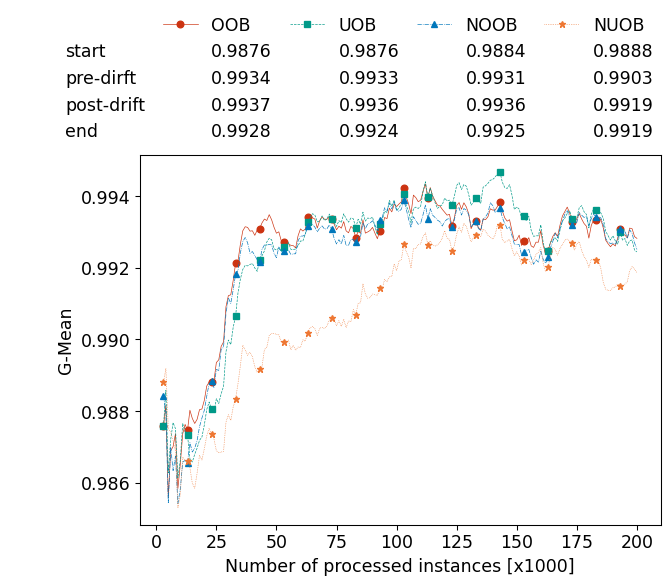 OOB UOB NOOB NUOB
start 0.9876 0.9876 0.9884 0.9888
pre-dirft 0.9934 0.9933 0.9931 0.9903
post-drift 0.9937 0.9936 0.9936 0.9919
end 0.9928 0.9924 0.9925 0.9919
G-Mean
0.994
0.992
0.990
0.988
0.986
0 25 50 75 100 125 150 175 200
Number of processed instances [x1000]